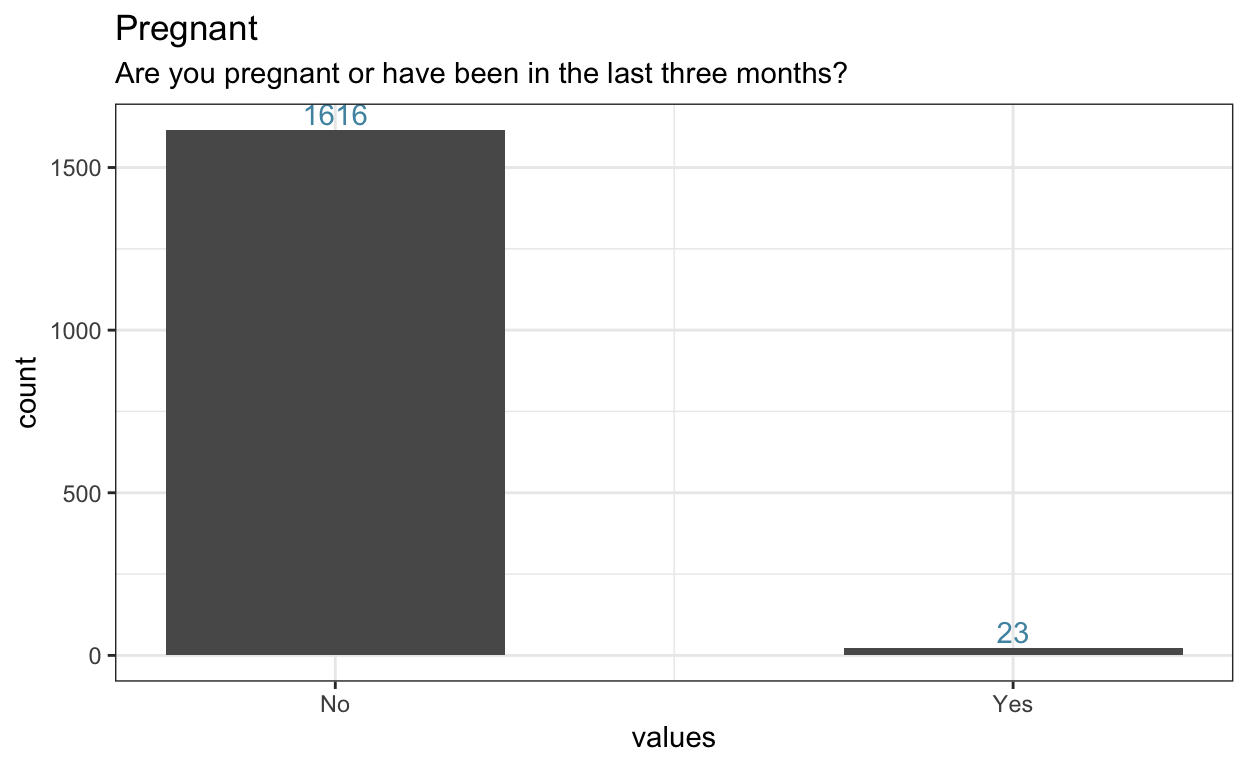 Pregnant
Are you pregnant or have been in the last three months?
1616
1500
1000
count
500
23
0
No
Yes
values